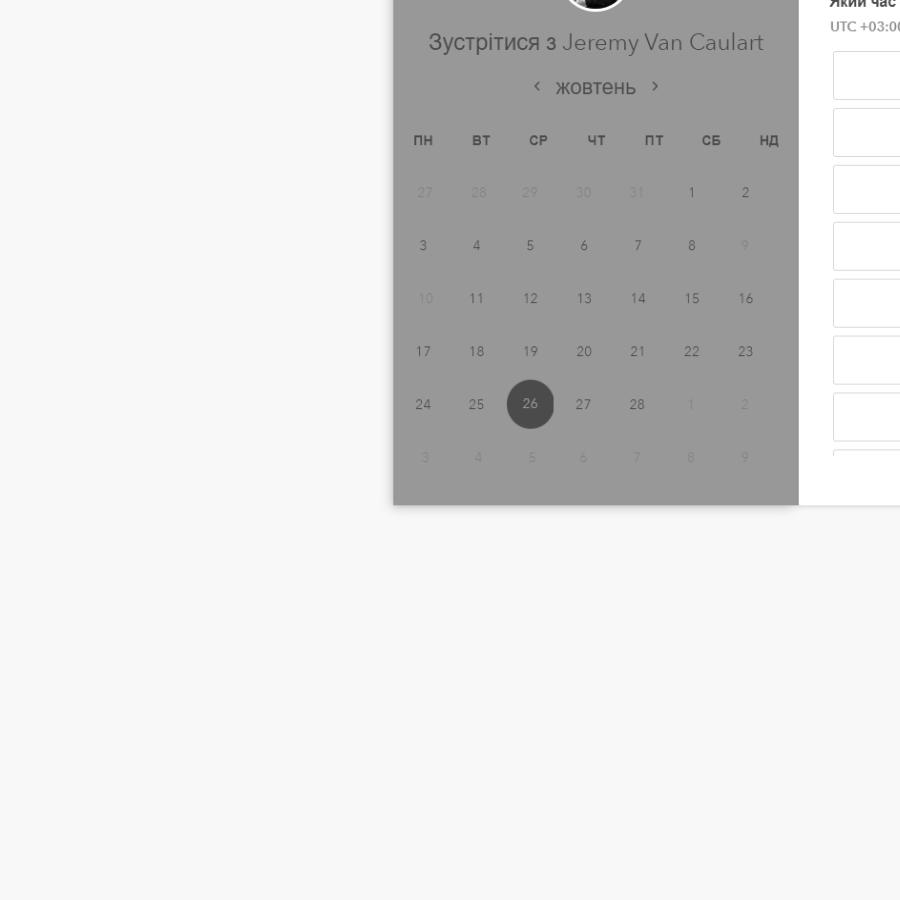 Зустрітися з Jeremy Van Caulart
‹ жовтень ›
ПН ВТ СР ЧТ ПТ СБ НД
27 28 29 30 31 1 2
3 4 5 6 7 8 9
10 11 12 13 14 15 16
17 18 19 20 21 22 23
24 25 26 27 28 1 2
3 4 5 6 7 8 9
Який час
UTC +03:0